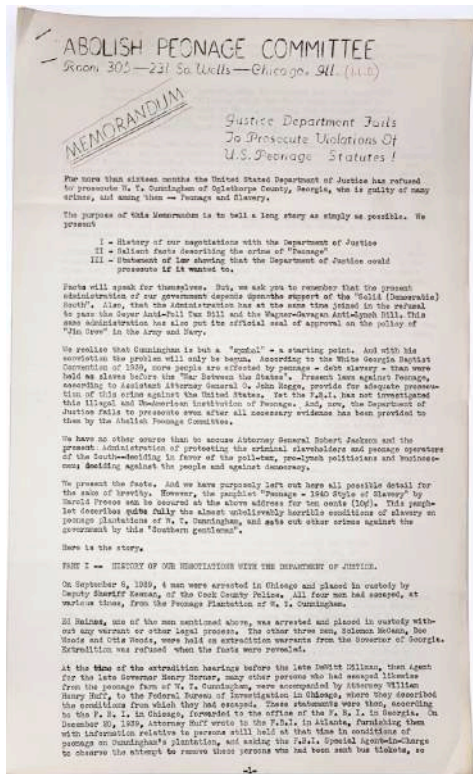 ABOLISH PEONAGE COMMITTEE
Room 305—231 So. Wells—Chicago, Ill.
MEMORANDUM
Justice Department Fails
To Prosecute Violations Of
U.S. Peonage Statutes!
For more than sixteen months the United States Department of Justice has refused
to prosecute W. T. Cunningham of Oglethorpe County, Georgia, who is guilty of many
crimes, and among them -- Peonage and Slavery.
The purpose of this Memorandum is to tell a long story as simply as possible. We
present
I - History of our negotiations with the Department of Justice
II - Salient facts describing the crime of "Peonage"
III - Statement of Law showing that the Department of Justice could
prosecute if it wanted to.
Facts will speak for themselves. But, we ask you to remember that the present
administration of our government depends upon the support of the "Solid (Democratic)
South". Also, that the Administration has at the same time joined in the refusal
to pass the Geyer Anti-Poll Tax Bill and the Wagner-Gavagan Anti-Lynch Bill. This
same administration has also put its official seal of approval on the policy of
"Jim Crow" in the Army and Navy.
We realize that Cunningham is but a "symbol" - a starting point. And with his
conviction the problem will only be begun. According to the White Georgia Baptist
Convention of 1939, more people are effected by peonage - debt slavery - than were
held as slaves before the "War Between the States". Present laws against Peonage,
according to Assistant Attorney General O. John Rogge, provide for adequate prosecu-
tion of this crime against the United States. Yet the F.B.I. has not investigated
this illegal and Un-American institution of Peonage. And, now, the Department of
Justice fails to prosecute even after all necessary evidence has been provided to
them by the Abolish Peonage Committee.
We have no other source than to accuse Attorney General Robert Jackson and the
present Administration of protecting the criminal slaveholders and peonage operators
of the South--deciding in favor of the poll-tax, pro-lynch politicians and business-
men; deciding against the people and against democracy.
We present the facts. And we have purposely left out here all possible detail for
the sake of brevity. However, the pamphlet "Peonage - 1940 Style of Slavery" by
Harold Preece can be secured at the above address for ten cents (10¢). This pamph-
let describes quite fully the almost unbelievably horrible conditions of slavery on
peonage plantations of W. T. Cunningham, and sets out other crimes against the
government by this "Southern gentleman".
Here is the story.
PART I -- HISTORY OF OUR NEGOTIATIONS WITH THE DEPARTMENT OF JUSTICE.
On September 6, 1939, 4 men were arrested in Chicago and placed in custody by
Deputy Sheriff Keenan, of the Cook County Police. All four men had escaped, at
various times, from the Peonage Plantation of W. T. Cunningham.
Ed Raines, one of the men mentioned above, was arrested and placed in custody with-
out any warrant or other legal process. The other three men, Solomon McCann, Doc
Woods and Otis Woods, were held on extradition warrants from the Governor of Georgia.
Extradition was refused when the facts were revealed.
At the time of the extradition hearings before the late DeWitt Billman, then Agent
for the late Governor Henry Horner, many other persons who had escaped likewise
from the peonage farm of W. T. Cunningham, were accompanied by Attorney William
Henry Huff, to the Federal Bureau of Investigation in Chicago, where they described
the conditions from which they had escaped. These statements were then, according
to the F. B. I. in Chicago, forwarded to the office of the F. B. I. in Georgia. On
December 20, 1939, Attorney Huff wrote to the F.B.I. in Atlanta, furnishing them
with information relative to persons still held at that time in conditions of
peonage on Cunningham's plantation, and asking the F.B.I. Special Agent-in-Charge
to observe the attempt to remove these persons who had been sent bus tickets, so
-1-